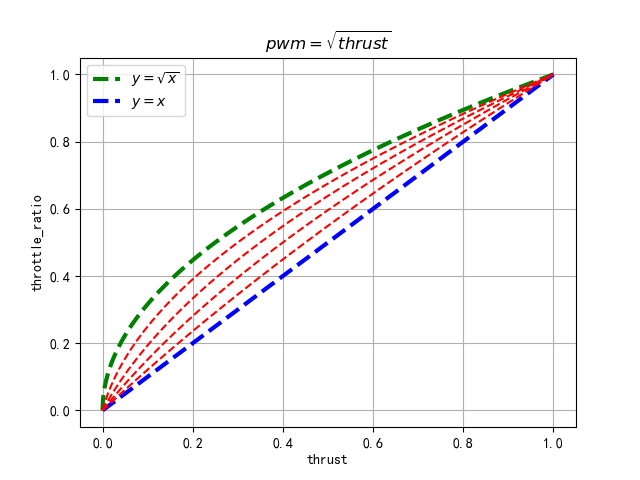 pwm = √thrust
y = √x
y = x
1.0
0.8
0.6
0.4
0.2
0.0
throttle_ratio
0.0 0.2 0.4 0.6 0.8 1.0
thrust